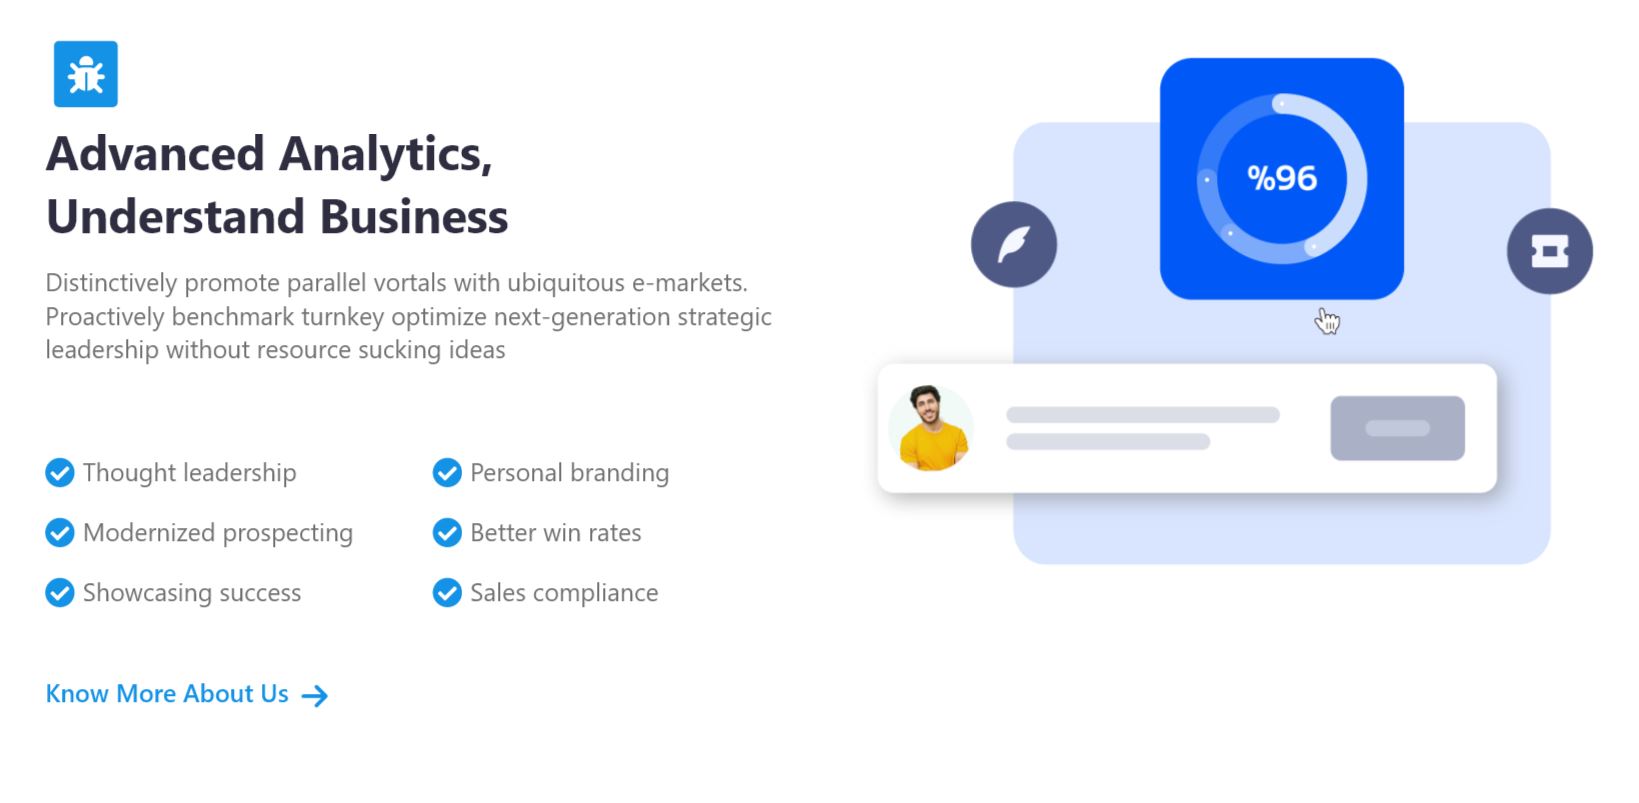 Advanced Analytics,
Understand Business
Distinctively promote parallel vortals with ubiquitous e-markets.
Proactively benchmark turnkey optimize next-generation strategic
leadership without resource sucking ideas
Thought leadership
Personal branding
Modernized prospecting
Better win rates
Showcasing success
Sales compliance
Know More About Us
%96